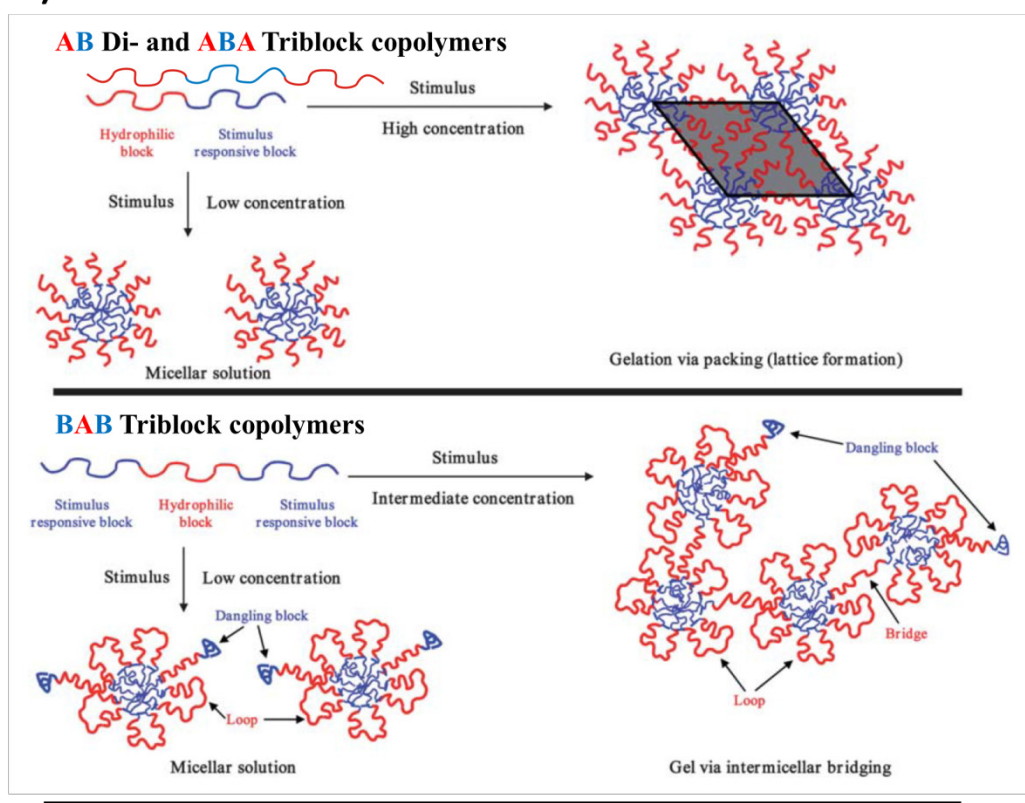 AB Di- and ABA Triblock copolymers
Stimulus
High concentration
Hydrophilic
block
Stimulus
responsive block
Stimulus
Low concentration
Micellar solution
Gelation via packing (lattice formation)
BAB Triblock copolymers
Stimulus
Intermediate concentration
Dangling block
Stimulus
responsive block
Hydrophilic
block
Stimulus
responsive block
Stimulus
Low concentration
Dangling block
Bridge
Loop
Loop
Micellar solution
Gel via intermicellar bridging